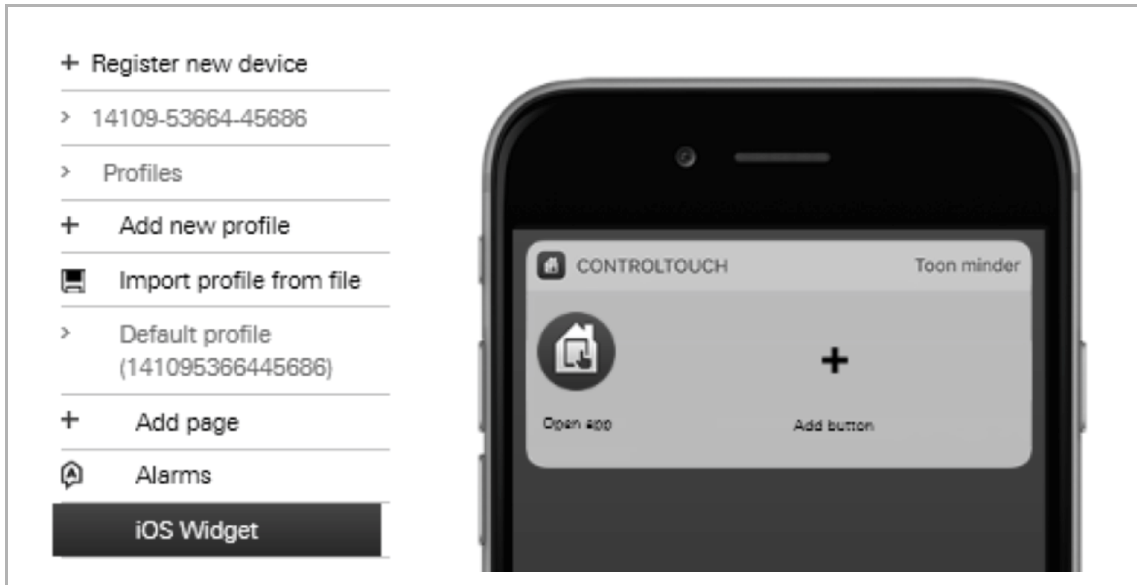 Register new device
14109-53664-45686
Profiles
Add new profile
Import profile from file
Default profile
(141095366445686)
Add page
Alarms
iOS Widget
CONTROLTOUCH Toon minder
Open app Add button